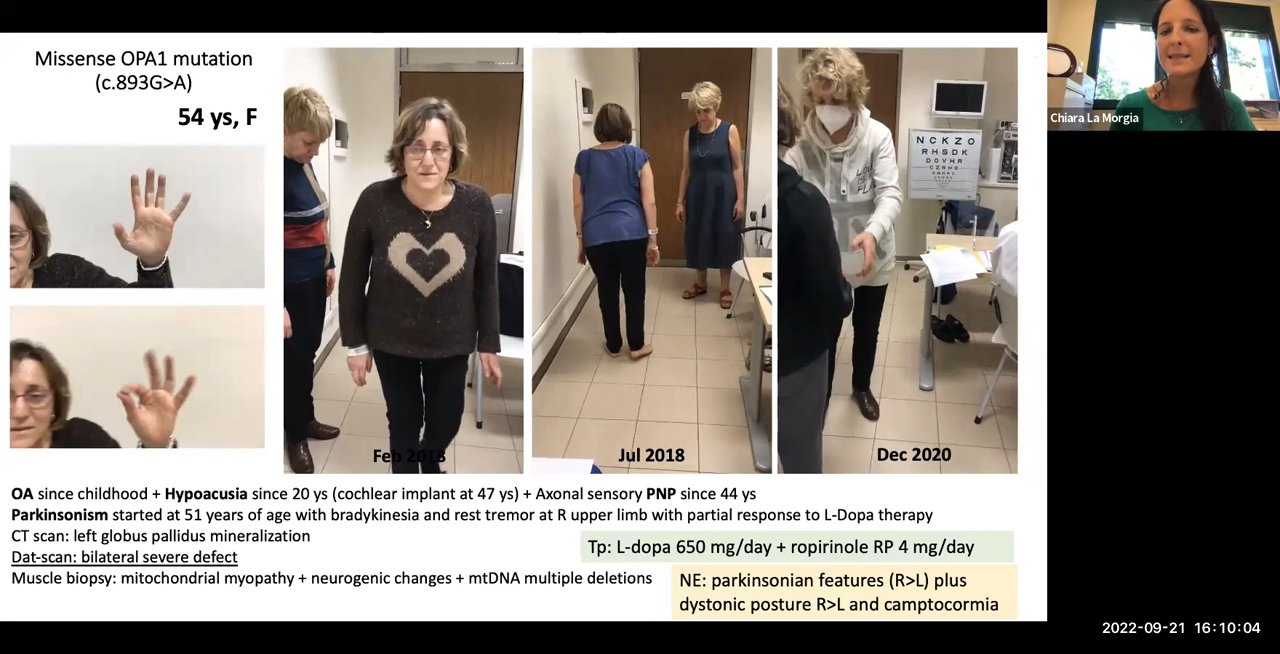 Missense OPA1 mutation
(c.893G>A)
54 ys, F
Chiara La Morgia
N C K Z O
R H S D K
D O V H R
Feb 2018
Jul 2018
Dec 2020
OA since childhood + Hypoacusia since 20 ys (cochlear implant at 47 ys) + Axonal sensory PNP since 44 ys
Parkinsonism started at 51 years of age with bradykinesia and rest tremor at R upper limb with partial response to L-Dopa therapy
CT scan: left globus pallidus mineralization
Dat-scan: bilateral severe defect
Muscle biopsy: mitochondrial myopathy + neurogenic changes + mtDNA multiple deletions
Tp: L-dopa 650 mg/day + ropirinole RP 4 mg/day
NE: parkinsonian features (R>L) plus
dystonic posture R>L and camptocormia
2022-09-21 16:10:04